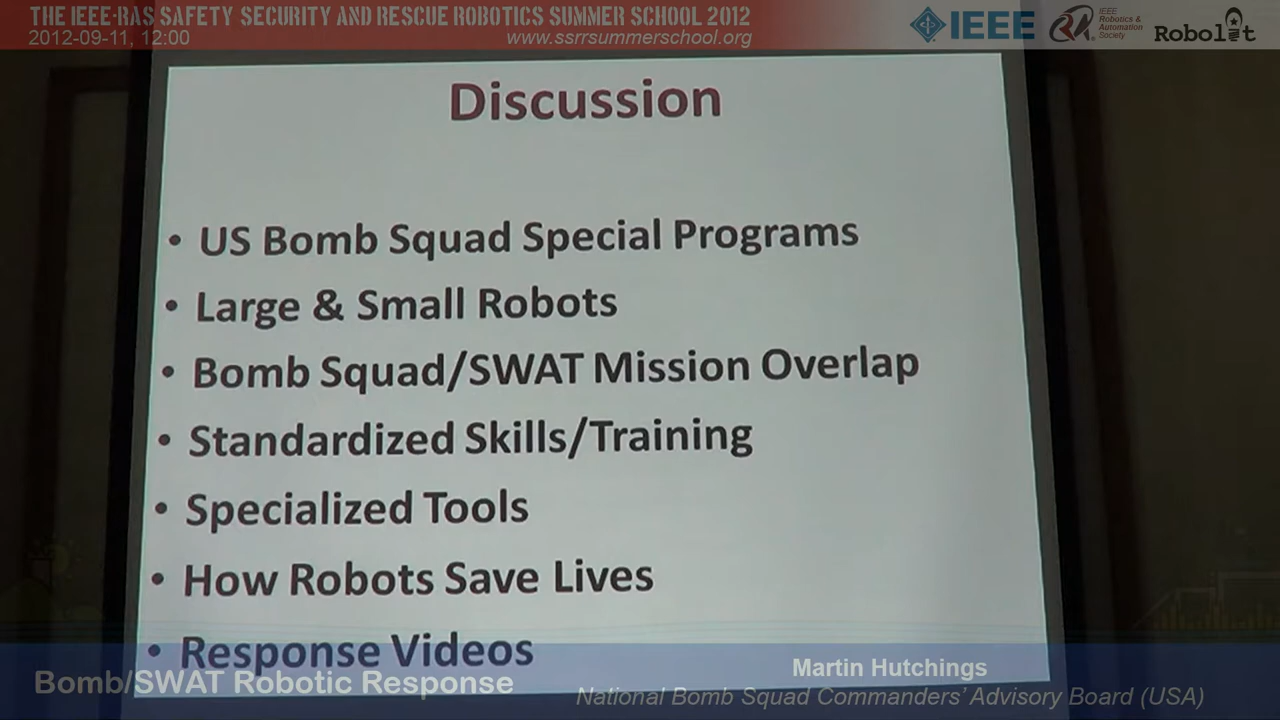 THE IEEE-RAS SAFETY SECURITY AND RESCUE ROBOTICS SUMMER SCHOOL 2012
2012-09-11, 12:00
www.ssrrsummerschool.org
IEEE
IEEE
Robotics &
Automation
Society
Robolit
Discussion
• US Bomb Squad Special Programs
• Large & Small Robots
• Bomb Squad/SWAT Mission Overlap
• Standardized Skills/Training
• Specialized Tools
• How Robots Save Lives
• Response Videos
Bomb/SWAT Robotic Response
Martin Hutchings
National Bomb Squad Commanders' Advisory Board (USA)